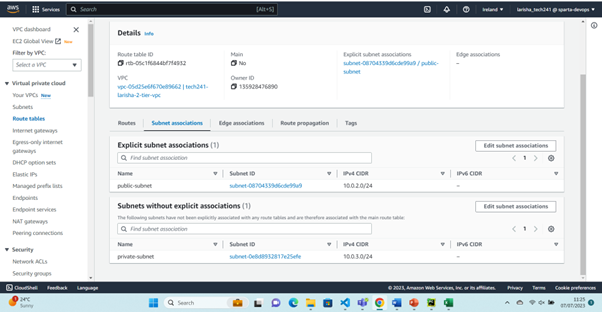 aws
Services
Search
[Alt+S]
Ireland
larisha_tech241 @ sparta-devops
VPC dashboard
EC2 Global View New
Filter by VPC:
Select a VPC
Virtual private cloud
Your VPCs New
Subnets
Route tables
Internet gateways
Egress-only internet
gateways
DHCP option sets
Elastic IPs
Managed prefix lists
Endpoints
Endpoint services
NAT gateways
Peering connections
Security
Network ACLs
Security groups
Details Info
Route table ID
rtb-05c1f6844bf7f4932
Main
No
Explicit subnet associations
subnet-08704339d6cde99a9 / public-
subnet
Edge associations
–
VPC
vpc-05d25e6f670e89662 | tech241-
larisha-2-tier-vpc
Owner ID
135928476890
Routes
Subnet associations
Edge associations
Route propagation
Tags
Explicit subnet associations (1)
Edit subnet associations
Find subnet association
1
Name
Subnet ID
IPv4 CIDR
IPv6 CIDR
public-subnet
subnet-08704339d6cde99a9
10.0.2.0/24
–
Subnets without explicit associations (1)
Edit subnet associations
The following subnets have not been explicitly associated with any route tables and are therefore associated with the main route table:
Find subnet association
1
Name
Subnet ID
IPv4 CIDR
IPv6 CIDR
private-subnet
subnet-0e8d8932817e25efe
10.0.3.0/24
–
CloudShell
Feedback
Language
© 2023, Amazon Web Services, Inc. or its affiliates.
Privacy
Terms
Cookie preferences
24°C
Sunny
Search
11:25
07/07/2023